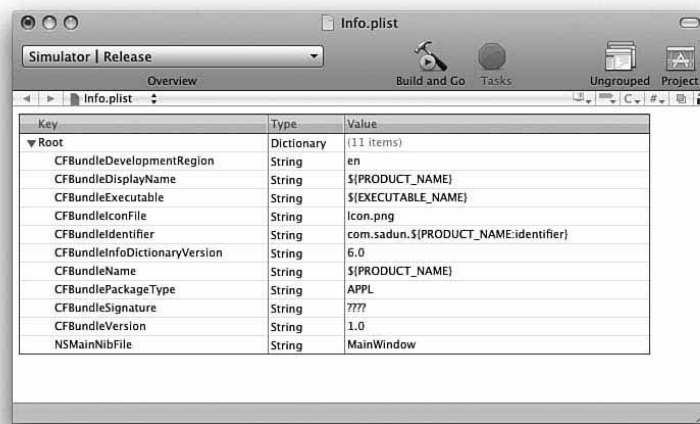 Info.plist
Simulator | Release
Overview
Build and Go
Tasks
Ungrouped
Project
Info.plist
C
#
Key Type Value
Root Dictionary (11 items)
CFBundleDevelopmentRegion String en
CFBundleDisplayName String ${PRODUCT_NAME}
CFBundleExecutable String ${EXECUTABLE_NAME}
CFBundleIconFile String Icon.png
CFBundleIdentifier String com.sadun.${PRODUCT_NAME:identifier}
CFBundleInfoDictionaryVersion String 6.0
CFBundleName String ${PRODUCT_NAME}
CFBundlePackageType String APPL
CFBundleSignature String ????
CFBundleVersion String 1.0
NSMainNibFile String MainWindow